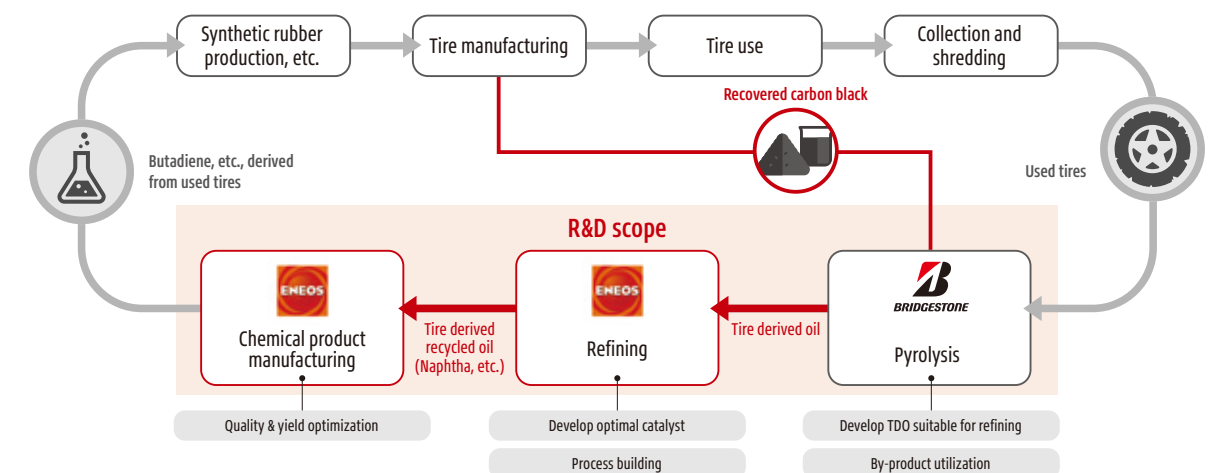 Synthetic rubber
production, etc.
Tire manufacturing
Tire use
Collection and
shredding
Recovered carbon black
Butadiene, etc., derived
from used tires
Used tires
R&D scope
ENEOS
Chemical product
manufacturing
Tire derived
recycled oil
(Naphtha, etc.)
ENEOS
Refining
Tire derived oil
BRIDGESTONE
Pyrolysis
Quality & yield optimization
Develop optimal catalyst
Develop TDO suitable for refining
Process building
By-product utilization